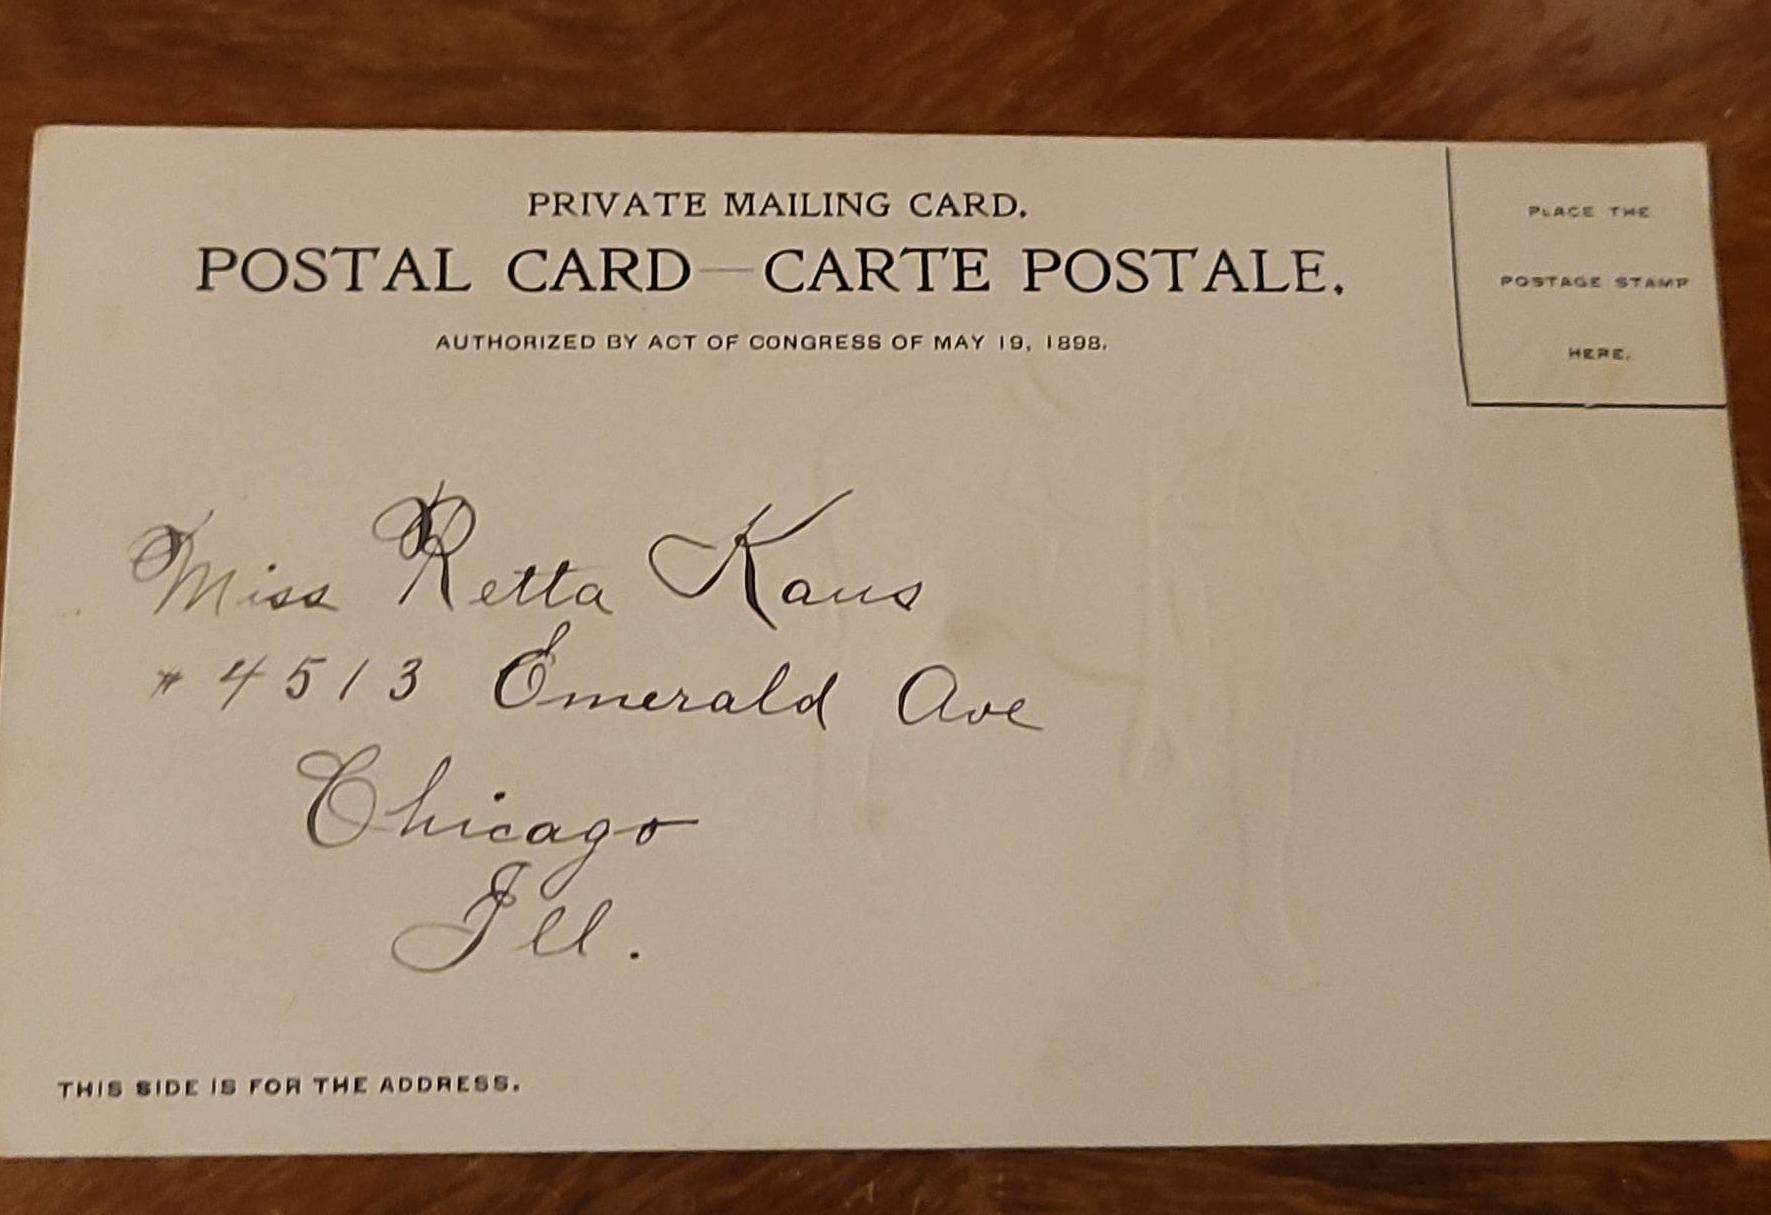 PRIVATE MAILING CARD.
POSTAL CARD—CARTE POSTALE.
AUTHORIZED BY ACT OF CONGRESS OF MAY 19, 1898.
PLACE THE
POSTAGE STAMP
HERE.
Miss Retta Kaus
# 4513 Emerald Ave
Chicago
Ill.
THIS SIDE IS FOR THE ADDRESS.